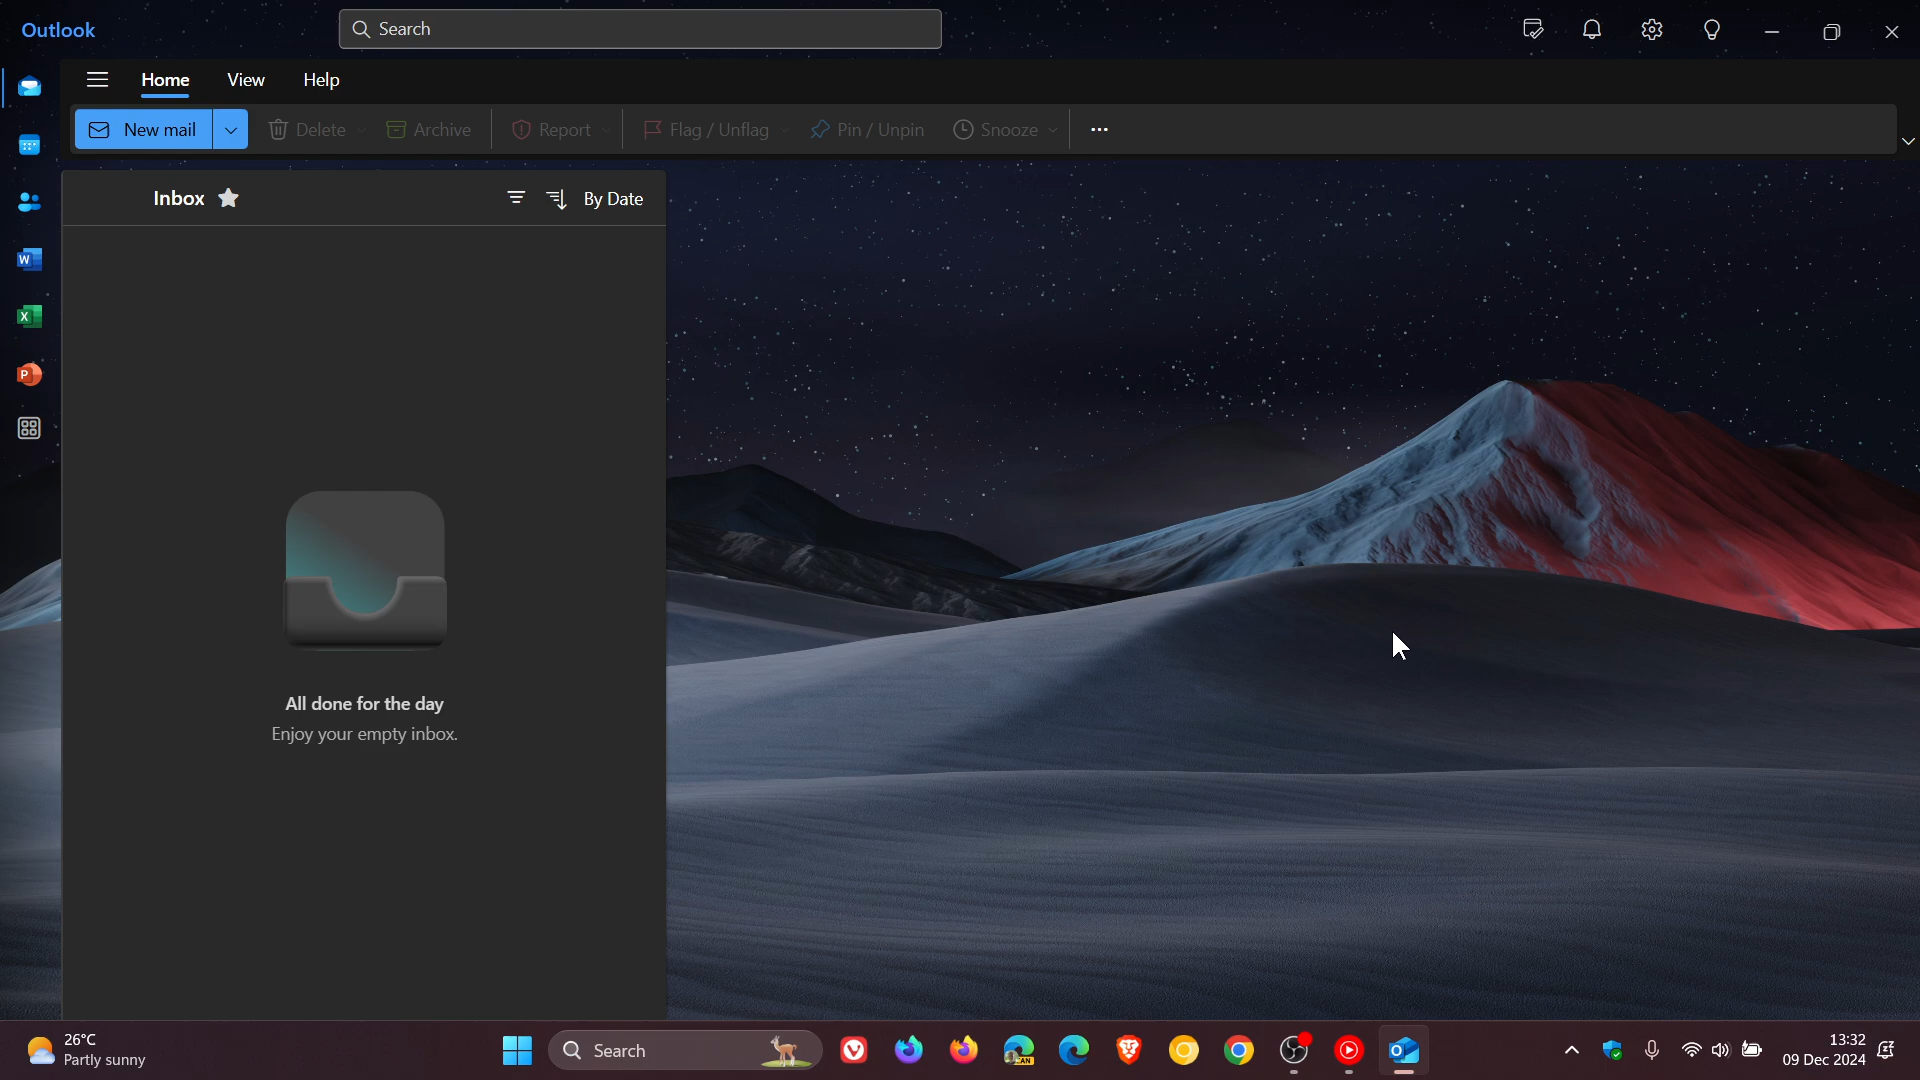 Outlook
Search
Home
View
Help
New mail
Delete
Archive
Report
Flag / Unflag
Pin / Unpin
Snooze
Inbox
By Date
All done for the day
Enjoy your empty inbox.
26°C
Partly sunny
Search
13:32
09 Dec 2024